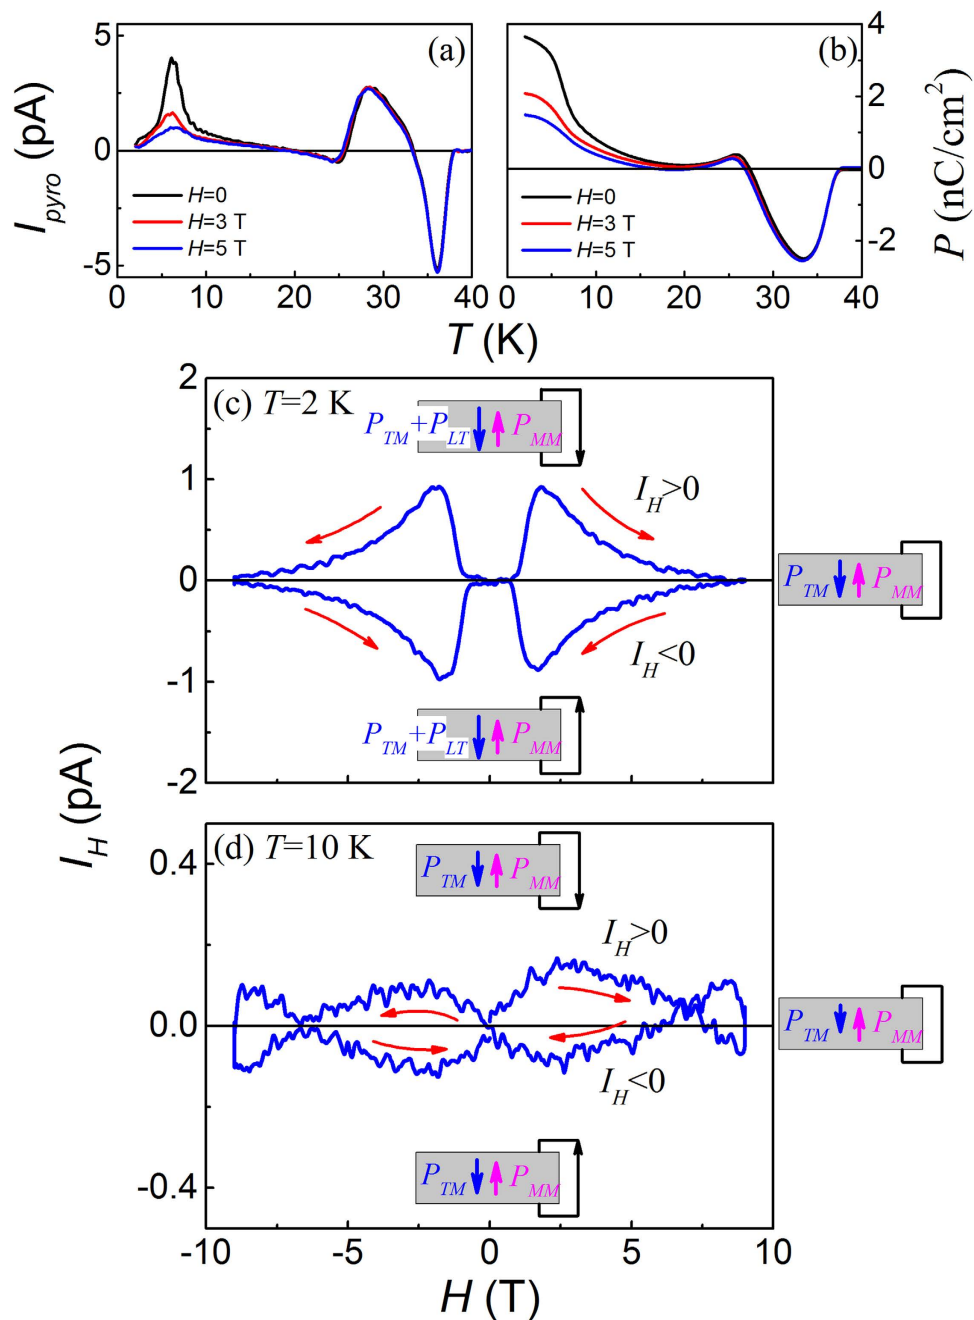 (a)
5
0
-5
I_pyro (pA)
H=0
H=3 T
H=5 T
0 10 20 30 40
(b)
4
2
0
-2
P (nC/cm²)
H=0
H=3 T
H=5 T
0 10 20 30 40
T (K)
(c) T=2 K
2
1
0
-1
-2
P_TM+P_LT P_MM
I_H>0
P_TM P_MM
I_H<0
P_TM+P_LT P_MM
I_H (pA)
(d) T=10 K
0.4
0.0
-0.4
P_TM P_MM
I_H>0
P_TM P_MM
I_H<0
P_TM P_MM
-10 -5 0 5 10
H (T)